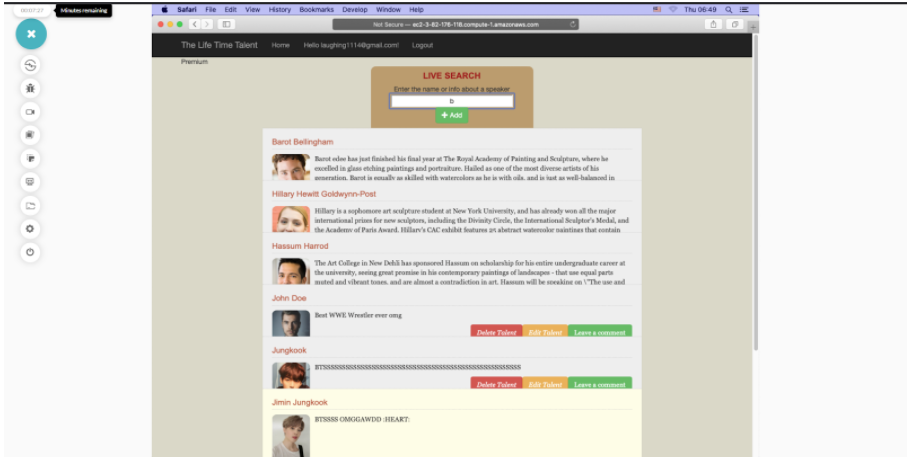 00:07:27 Minutes remaining
Safari File Edit View History Bookmarks Develop Window Help
Thu 06:49
Not Secure — ec2-3-82-176-116.compute-1.amazonaws.com
The Life Time Talent Home Hello laughing1114@gmail.com! Logout
Premium
LIVE SEARCH
Enter the name or info about a speaker
b
+ Add
Barot Bellingham
Barot edee has just finished his final year at The Royal Academy of Painting and Sculpture, where he
excelled in glass etching paintings and portraiture. Hailed as one of the most diverse artists of his
generation, Barot is equally as skilled with watercolors as he is with oils, and is just as well-balanced in
Hillary Hewitt Goldwynn-Post
Hillary is a sophomore art sculpture student at New York University, and has already won all the major
international prizes for new sculptors, including the Divinity Circle, the International Sculptor's Medal, and
the Academy of Paris Award. Hillary's CAC exhibit features 25 abstract watercolor paintings that contain
Hassum Harrod
The Art College in New Dehli has sponsored Hassum on scholarship for his entire undergraduate career at
the university, seeing great promise in his contemporary paintings of landscapes - that use equal parts
muted and vibrant tones, and are almost a contradiction in art. Hassum will be speaking on \"The use and
John Doe
Best WWE Wrestler ever omg
Delete Talent Edit Talent Leave a comment
Jungkook
Delete Talent Edit Talent Leave a comment
Jimin Jungkook
BTSSSS OMGGAWDD :HEART: